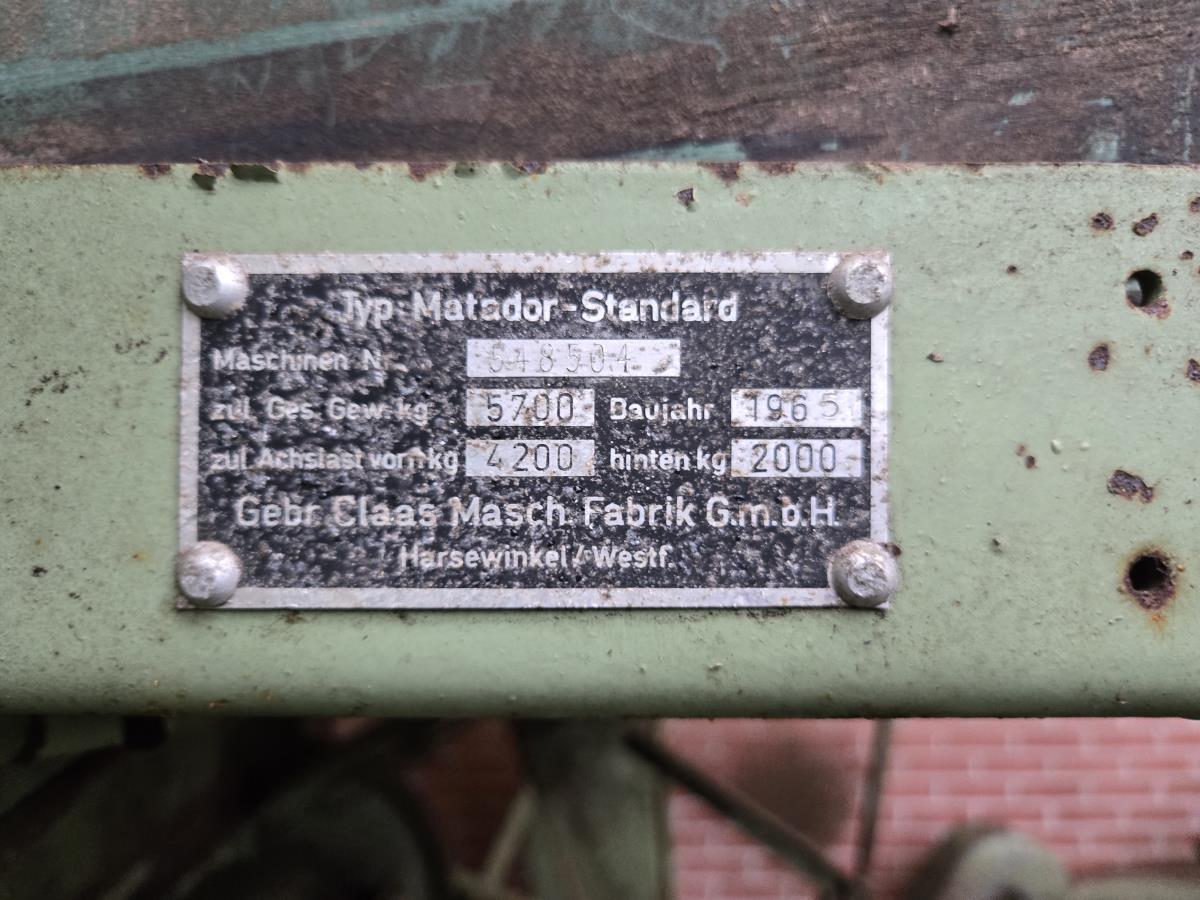 Typ Matador-Standard
Maschinen Nr. 548504
zul. Ges. Gew. kg 5700 Baujahr 1965
zul. Achslast vorn kg 4200 hinten kg 2000
Gebr. Claas Masch. Fabrik G.m.b.H.
Harsewinkel/Westf.